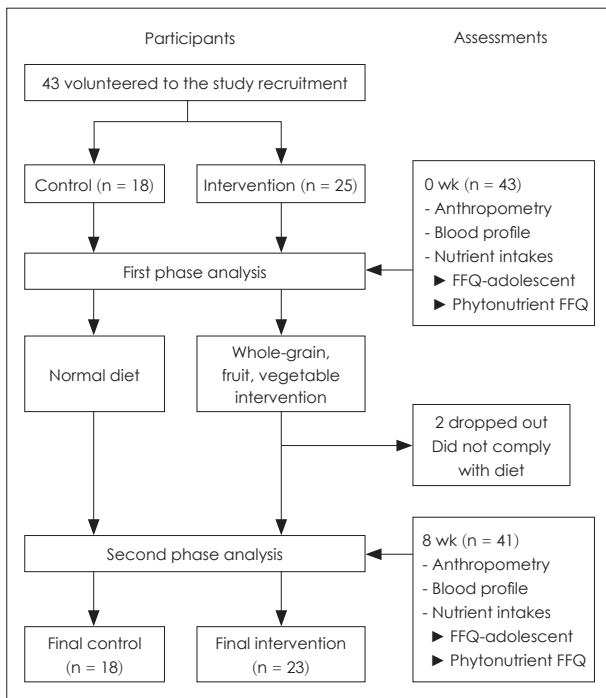 Participants
Assessments
43 volunteered to the study recruitment
Control (n = 18)
Intervention (n = 25)
0 wk (n = 43)
- Anthropometry
- Blood profile
- Nutrient intakes
► FFQ-adolescent
► Phytonutrient FFQ
First phase analysis
Normal diet
Whole-grain,
fruit, vegetable
intervention
2 dropped out
Did not comply
with diet
Second phase analysis
8 wk (n = 41)
- Anthropometry
- Blood profile
- Nutrient intakes
► FFQ-adolescent
► Phytonutrient FFQ
Final control
(n = 18)
Final intervention
(n = 23)